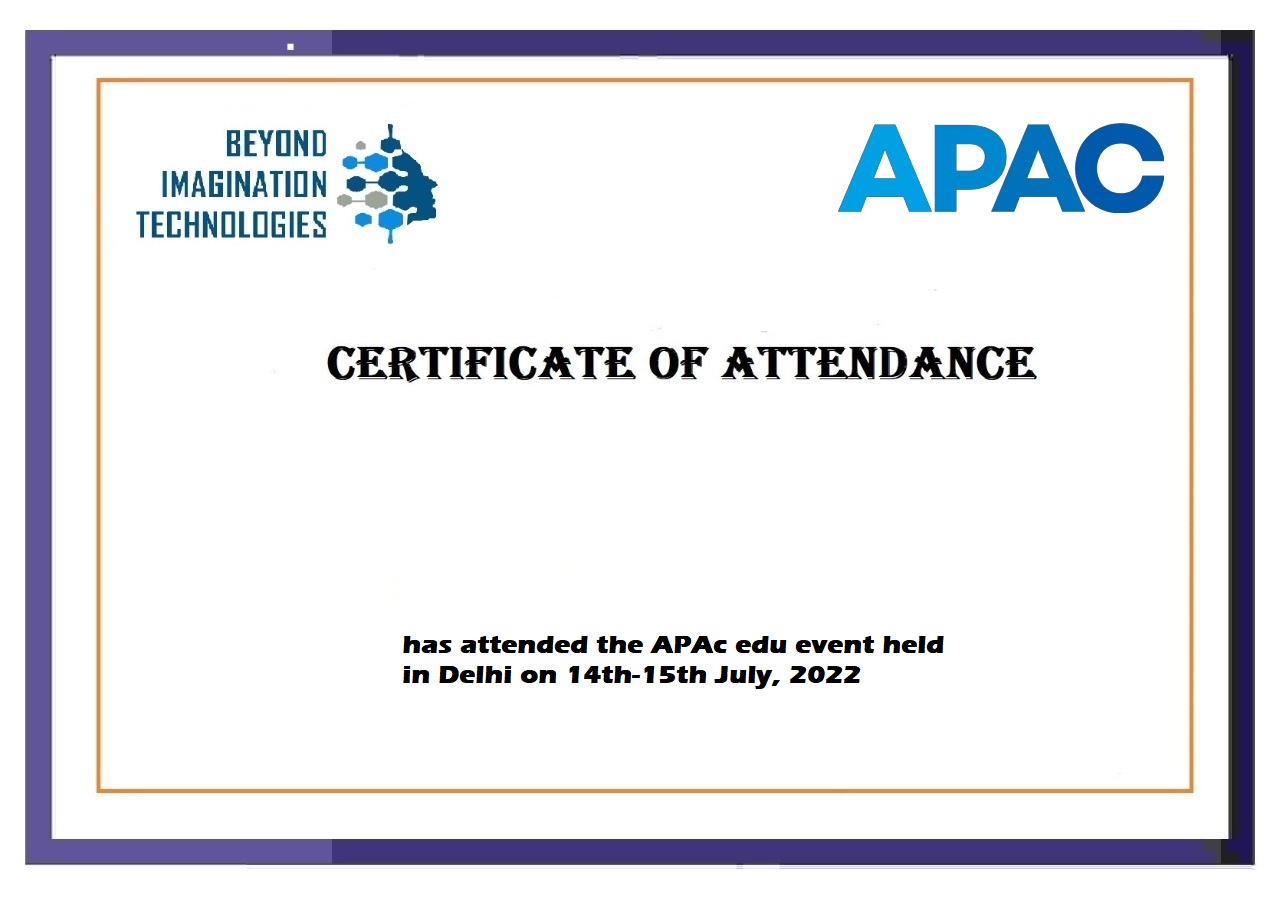 BEYOND
IMAGINATION
TECHNOLOGIES
APAC
CERTIFICATE OF ATTENDANCE
has attended the APAc edu event held
in Delhi on 14th-15th July, 2022